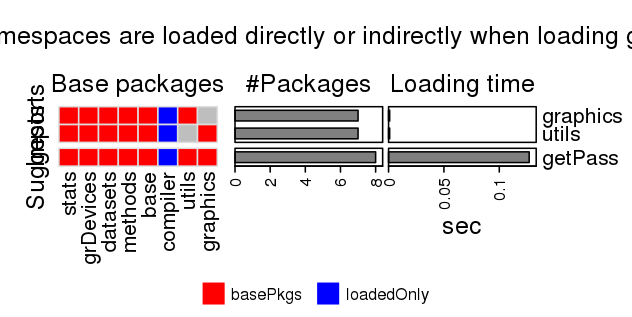 mespaces are loaded directly or indirectly when loading g
Base packages #Packages Loading time
graphics
utils
getPass
Imports
Suggests
stats
grDevices
datasets
methods
base
compiler
utils
graphics
0 2 4 6 8
0 0.05 0.1
sec
basePkgs loadedOnly